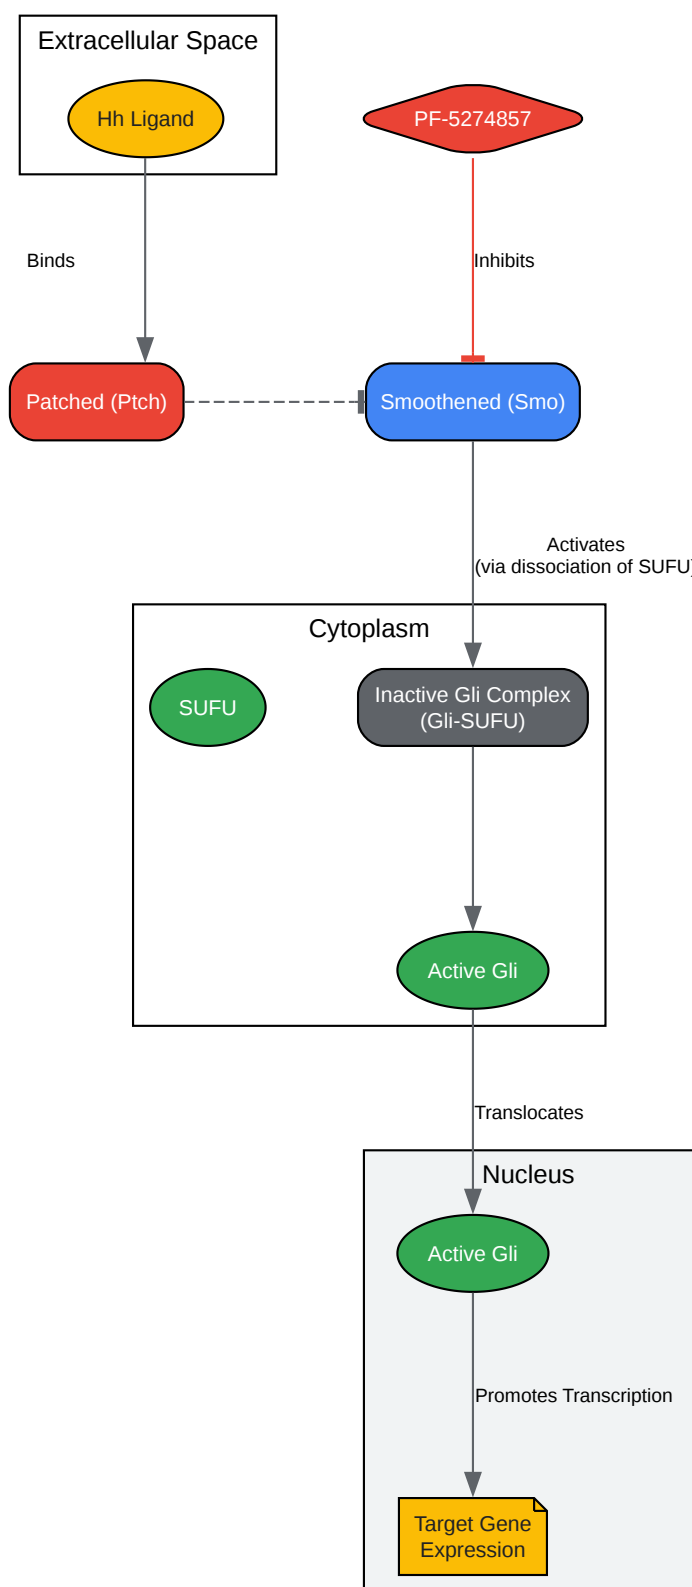 Extracellular Space
Hh Ligand
PF-5274857
Binds
Inhibits
Patched (Ptch)
Smoothened (Smo)
Activates
(via dissociation of SUFU)
Cytoplasm
SUFU
Inactive Gli Complex
(Gli-SUFU)
Active Gli
Translocates
Nucleus
Active Gli
Promotes Transcription
Target Gene
Expression